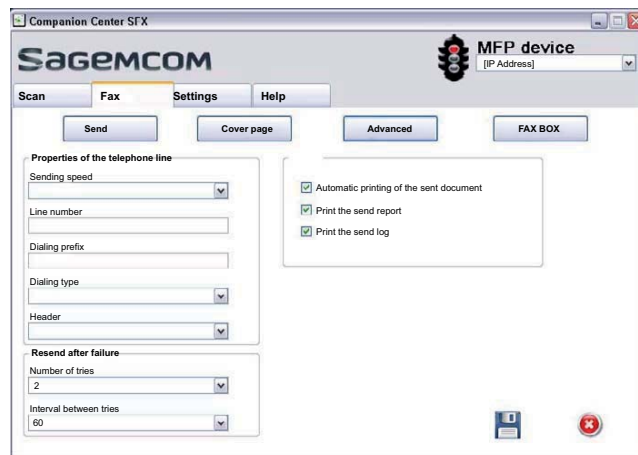 Companion Center SFX
Sagemcom
MFP device
[IP Address]
Scan Fax Settings Help
Send Cover page Advanced FAX BOX
Properties of the telephone line
Sending speed
Line number
Dialing prefix
Dialing type
Header
Automatic printing of the sent document
Print the send report
Print the send log
Resend after failure
Number of tries
2
Interval between tries
60